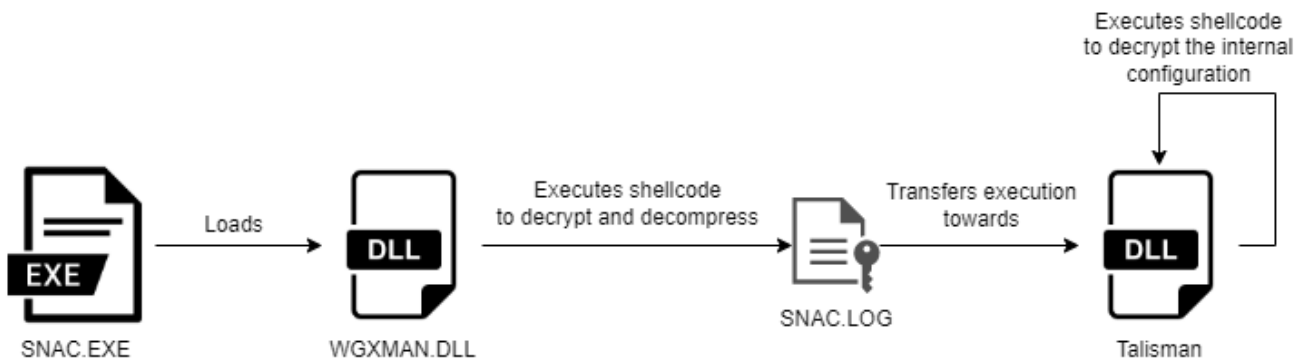 Executes shellcode
to decrypt the internal
configuration
Loads
Executes shellcode
to decrypt and decompress
Transfers execution
towards
EXE
DLL
DLL
SNAC.EXE
WGXMAN.DLL
SNAC.LOG
Talisman